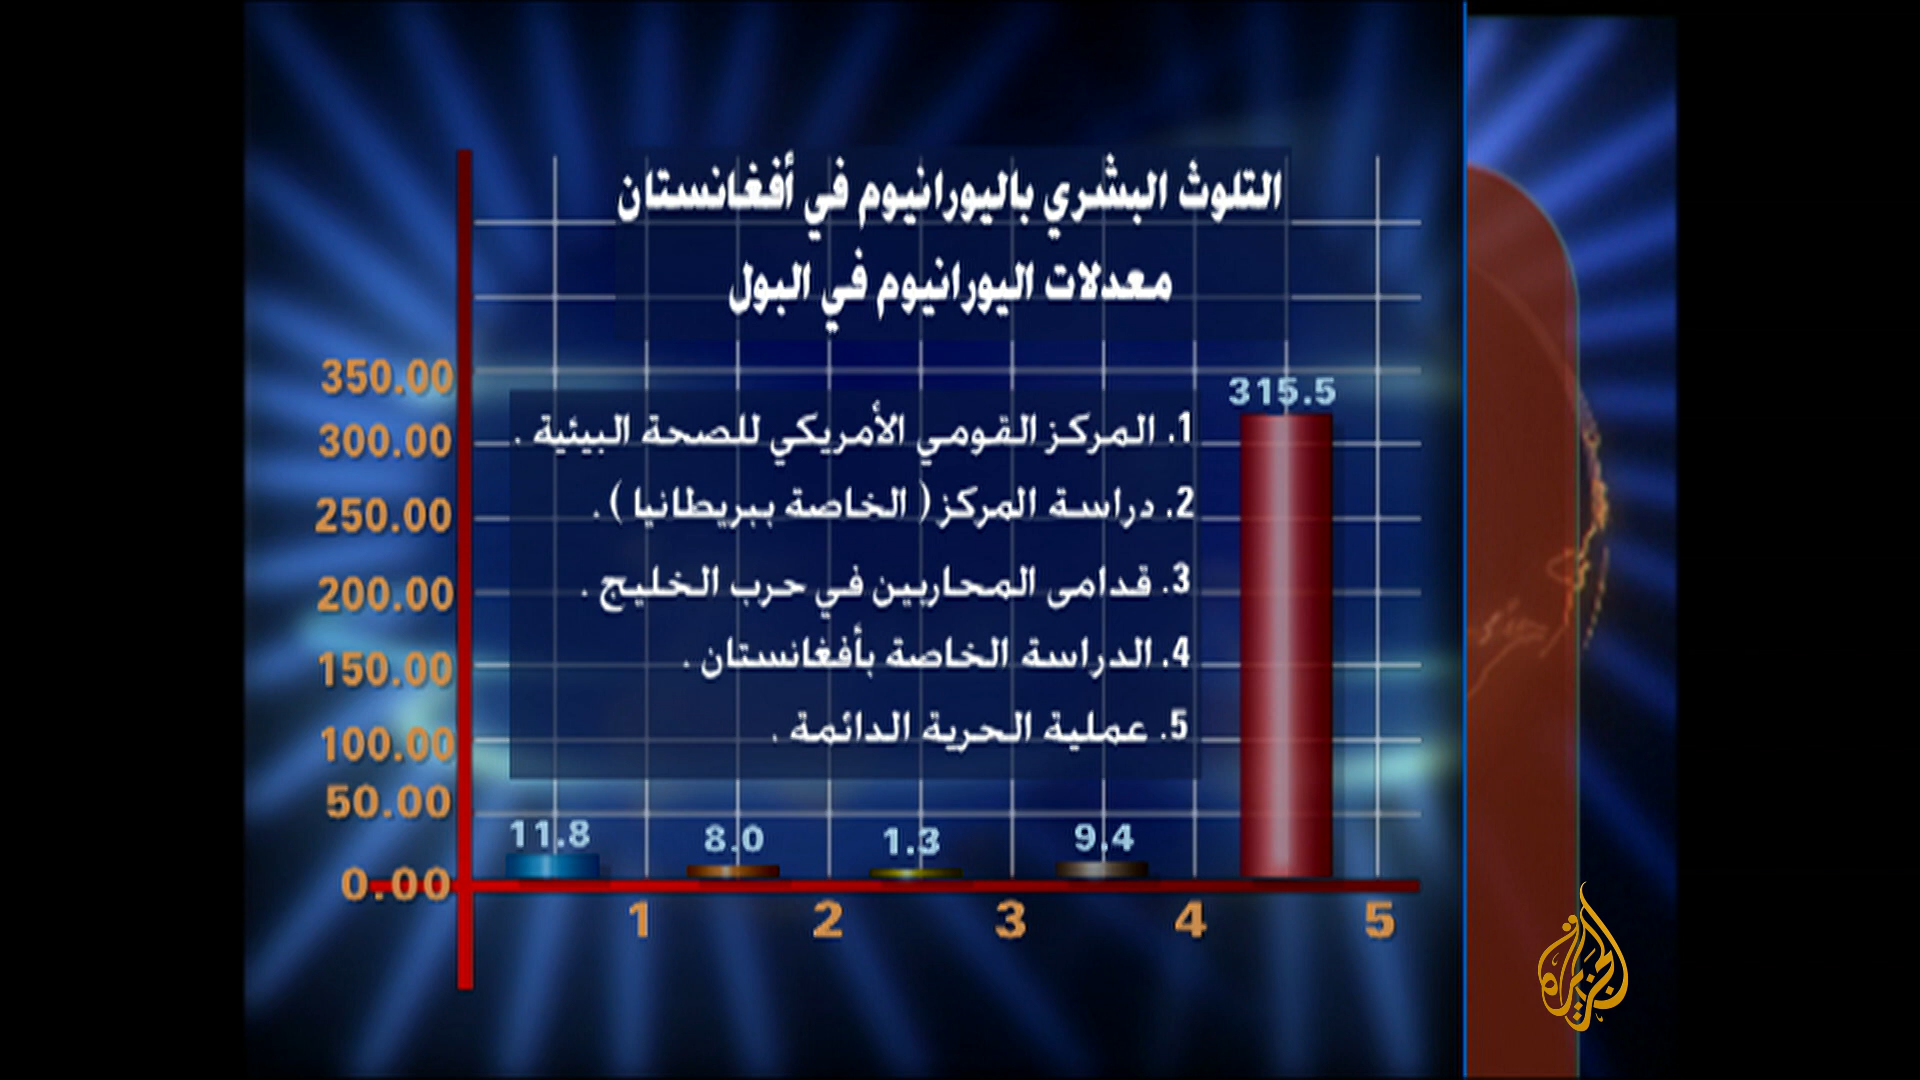 التلوث البشري باليورانيوم في أفغانستان
معدلات اليورانيوم في البول
350.00
300.00
250.00
200.00
150.00
100.00
50.00
0.00
1. المركز القومي الأمريكي للصحة البيئية .
2. دراسة المركز ( الخاصة ببريطانيا ) .
3. قدامى المحاربين في حرب الخليج .
4. الدراسة الخاصة بأفغانستان .
5. عملية الحرية الدائمة .
11.8 8.0 1.3 9.4 315.5
1 2 3 4 5
الجزيرة